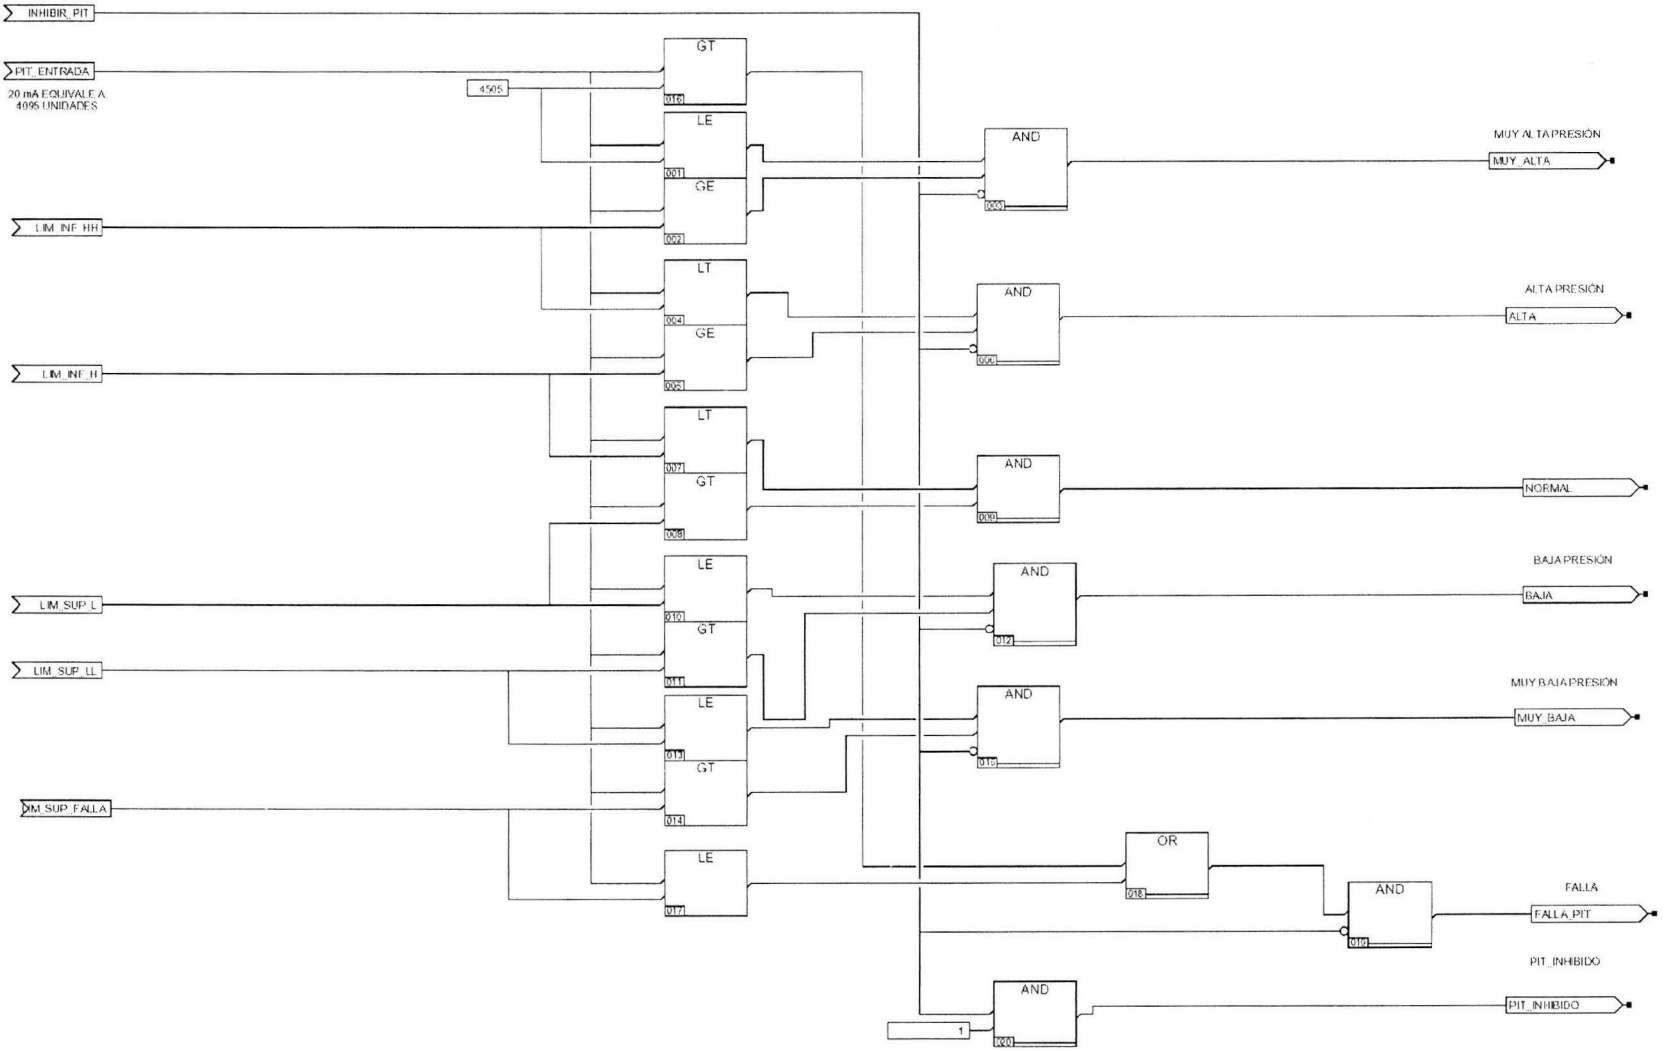 INHIBIR_PIT
PIT_ENTRADA
20 mA EQUIVALE A
4095 UNIDADES
4505
GT
016
LE
001
GE
002
AND
003
MUY ALTA PRESIÓN
MUY_ALTA
LIM_INF_HH
LT
004
GE
005
AND
006
ALTA PRESIÓN
ALTA
LIM_INF_H
LT
007
GT
008
AND
009
NORMAL
LE
010
GT
011
AND
012
BAJA PRESIÓN
BAJA
LIM_SUP_L
LIM_SUP_LL
LE
013
GT
014
AND
015
MUY BAJA PRESIÓN
MUY_BAJA
LIM_SUP_FALLA
LE
017
OR
018
AND
019
FALLA
FALLA_PIT
PIT_INHIBIDO
AND
020
1
PIT_INHIBIDO